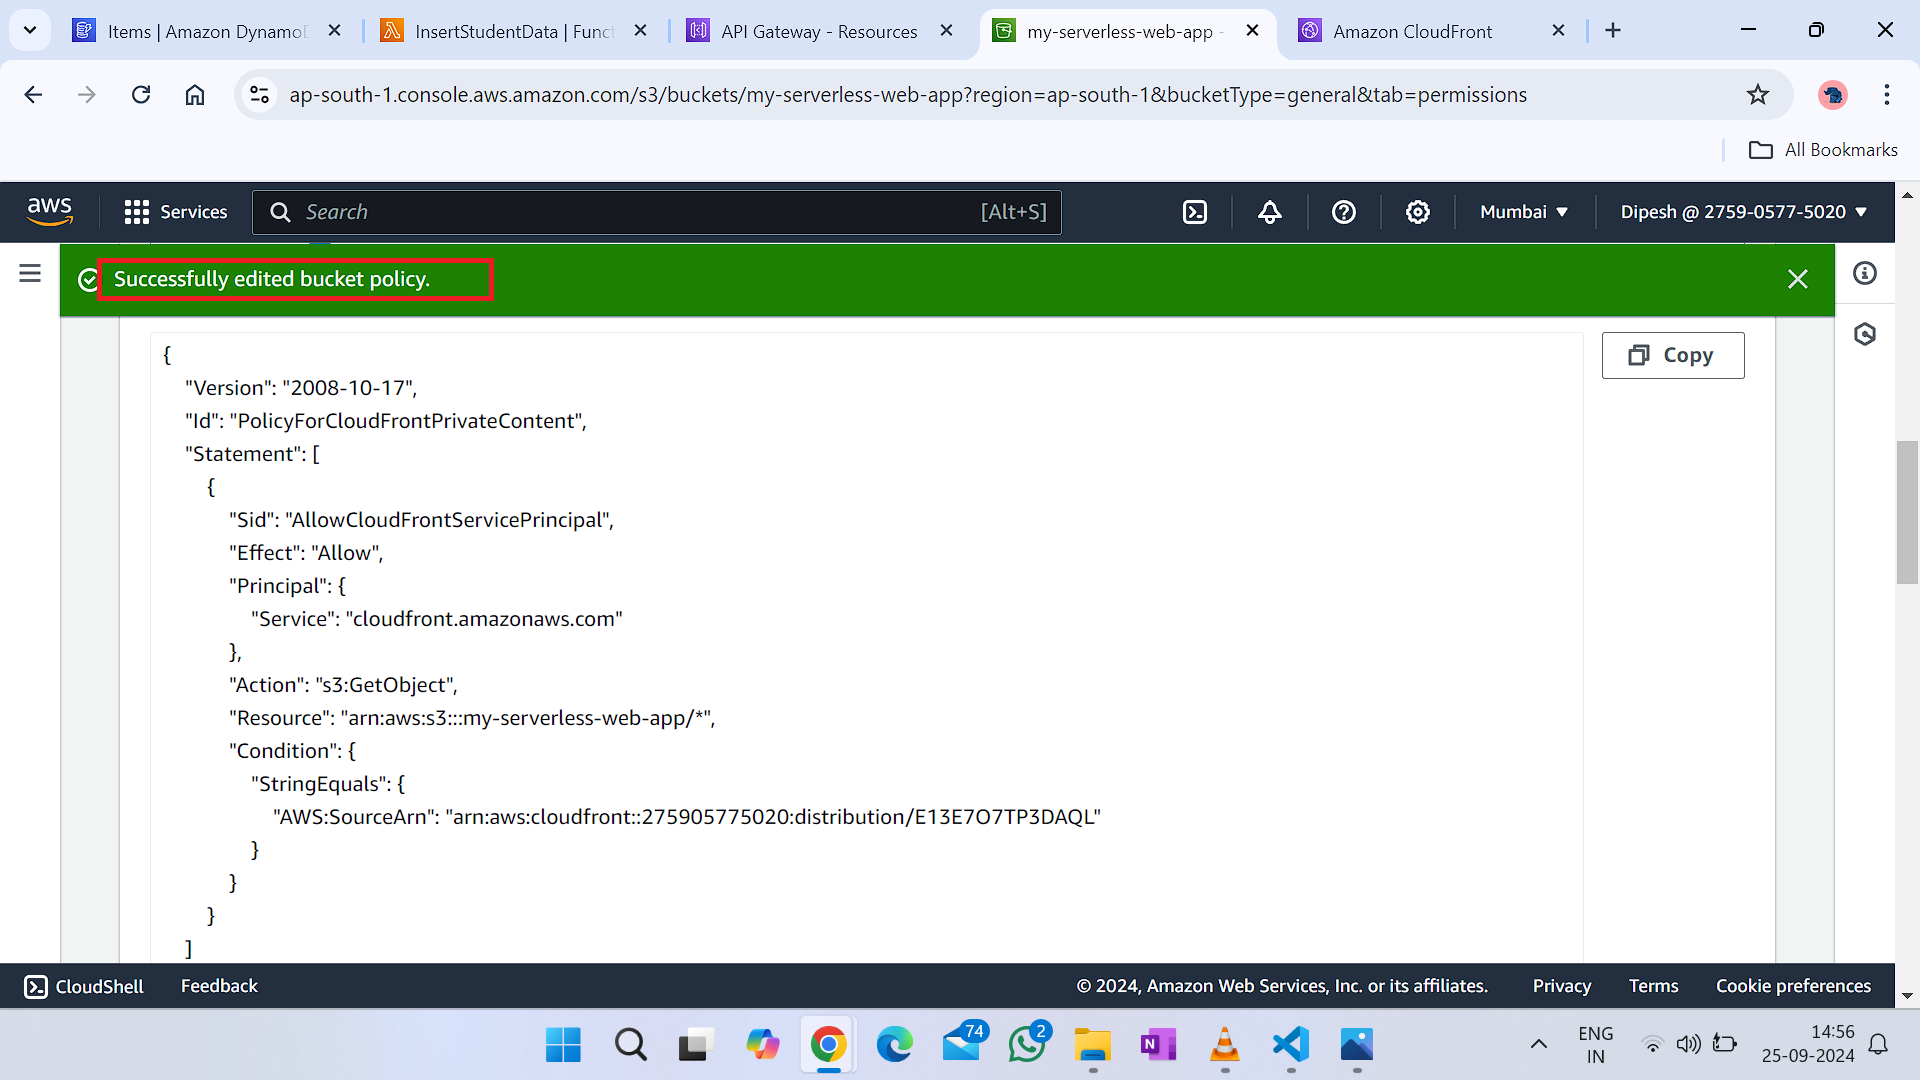 Items | Amazon Dynamo
InsertStudentData | Func
API Gateway - Resources
my-serverless-web-app -
Amazon CloudFront
ap-south-1.console.aws.amazon.com/s3/buckets/my-serverless-web-app?region=ap-south-1&bucketType=general&tab=permissions
All Bookmarks
aws
Services
Search
[Alt+S]
Mumbai
Dipesh @ 2759-0577-5020
Successfully edited bucket policy.
Copy
{
"Version": "2008-10-17",
"Id": "PolicyForCloudFrontPrivateContent",
"Statement": [
{
"Sid": "AllowCloudFrontServicePrincipal",
"Effect": "Allow",
"Principal": {
"Service": "cloudfront.amazonaws.com"
},
"Action": "s3:GetObject",
"Resource": "arn:aws:s3:::my-serverless-web-app/*",
"Condition": {
"StringEquals": {
"AWS:SourceArn": "arn:aws:cloudfront::275905775020:distribution/E13E7O7TP3DAQL"
}
}
}
]
CloudShell
Feedback
© 2024, Amazon Web Services, Inc. or its affiliates.
Privacy
Terms
Cookie preferences
74
2
N
ENG
IN
14:56
25-09-2024